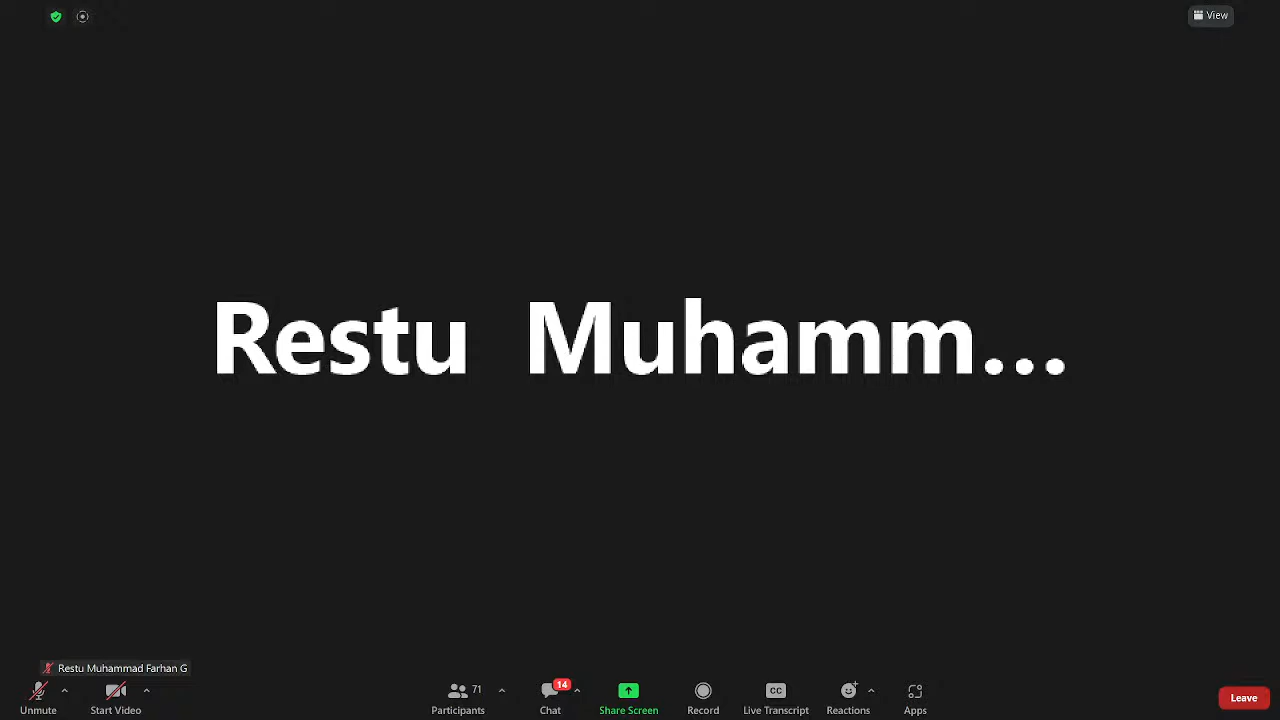 View
Restu Muhamm...
Restu Muhammad Farhan G
Unmute
Start Video
71
Participants
14
Chat
Share Screen
Record
CC
Live Transcript
Reactions
Apps
Leave